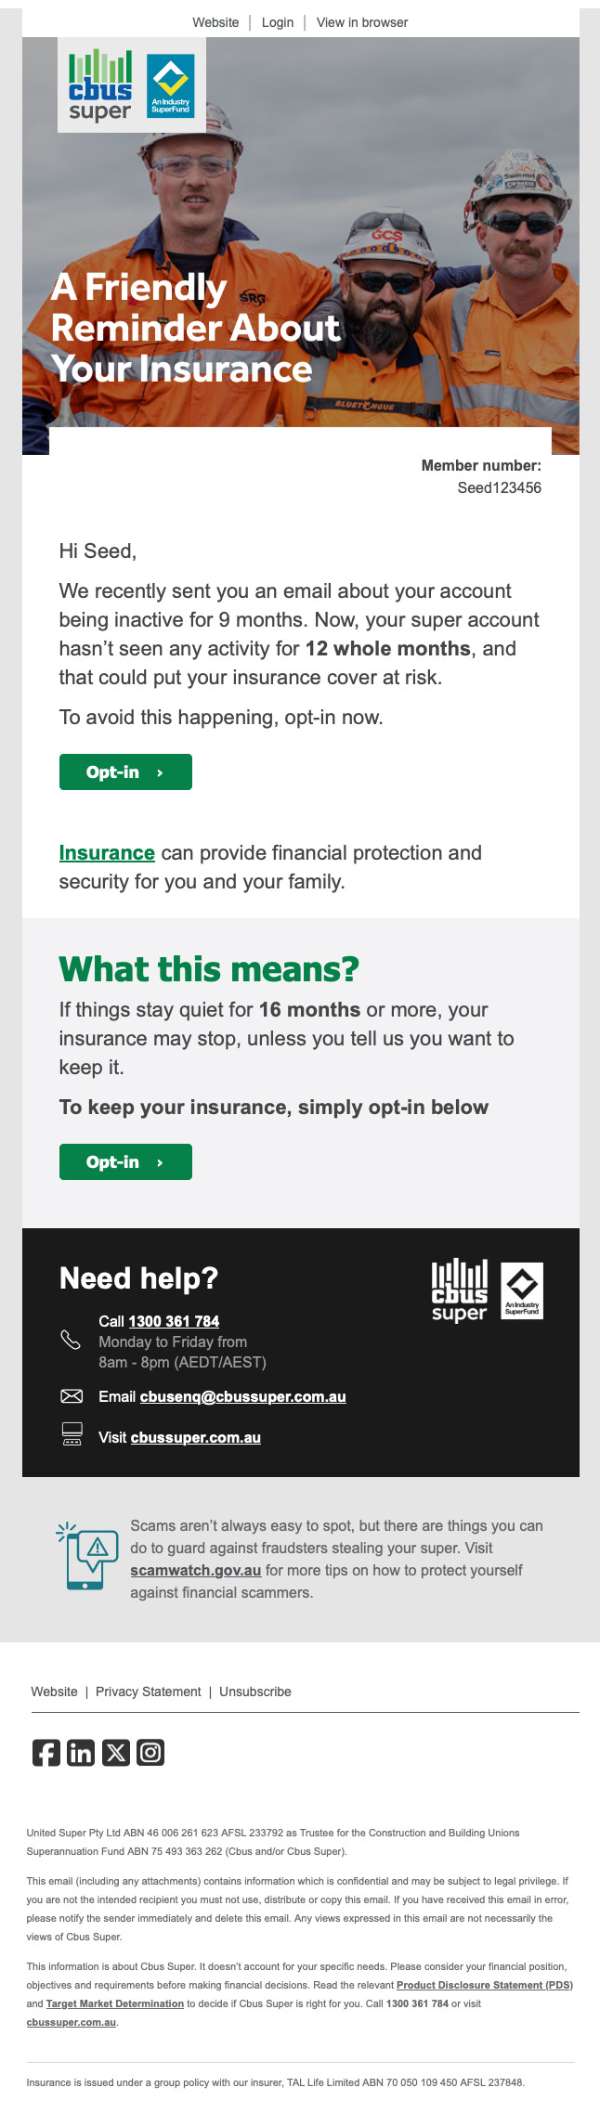 Website | Login | View in browser
cbus
super
An Industry
SuperFund
Swietelsky
GCS
SRG
A Friendly
Reminder About
Your Insurance
BLUETONGUE
Member number:
Seed123456
Hi Seed,
We recently sent you an email about your account
being inactive for 9 months. Now, your super account
hasn’t seen any activity for 12 whole months, and
that could put your insurance cover at risk.
To avoid this happening, opt-in now.
Opt-in ›
Insurance can provide financial protection and
security for you and your family.
What this means?
If things stay quiet for 16 months or more, your
insurance may stop, unless you tell us you want to
keep it.
To keep your insurance, simply opt-in below
Opt-in ›
Need help?
cbus
super
An Industry
SuperFund
Call 1300 361 784
Monday to Friday from
8am - 8pm (AEDT/AEST)
Email cbusenq@cbussuper.com.au
Visit cbussuper.com.au
Scams aren’t always easy to spot, but there are things you can
do to guard against fraudsters stealing your super. Visit
scamwatch.gov.au for more tips on how to protect yourself
against financial scammers.
Website | Privacy Statement | Unsubscribe
United Super Pty Ltd ABN 46 006 261 623 AFSL 233792 as Trustee for the Construction and Building Unions
Superannuation Fund ABN 75 493 363 262 (Cbus and/or Cbus Super).
This email (including any attachments) contains information which is confidential and may be subject to legal privilege. If
you are not the intended recipient you must not use, distribute or copy this email. If you have received this email in error,
please notify the sender immediately and delete this email. Any views expressed in this email are not necessarily the
views of Cbus Super.
This information is about Cbus Super. It doesn’t account for your specific needs. Please consider your financial position,
objectives and requirements before making financial decisions. Read the relevant Product Disclosure Statement (PDS)
and Target Market Determination to decide if Cbus Super is right for you. Call 1300 361 784 or visit
cbussuper.com.au.
Insurance is issued under a group policy with our insurer, TAL Life Limited ABN 70 050 109 450 AFSL 237848.